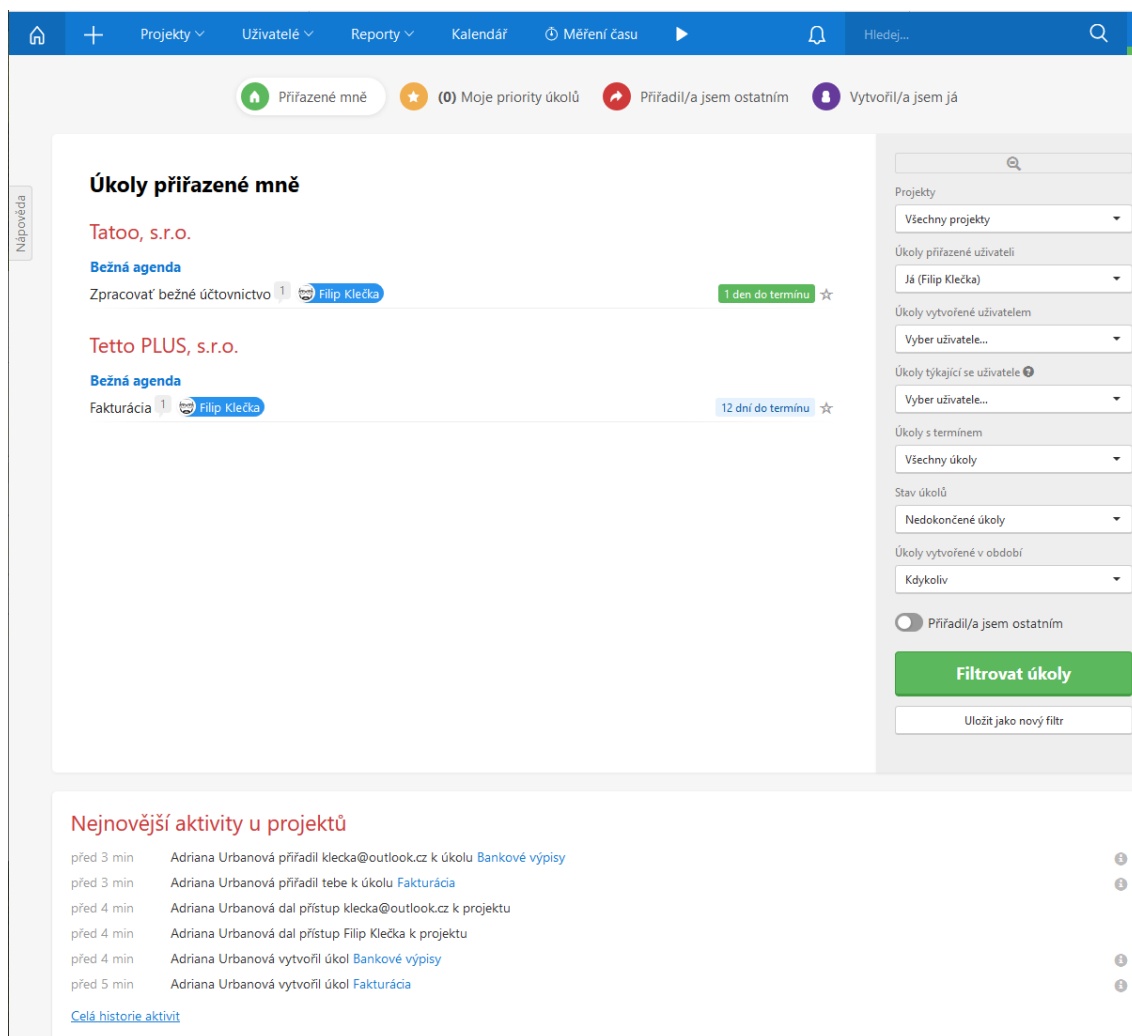 Projekty Uživatelé Reporty Kalendář Měření času Hledej...
Přiřazené mně (0) Moje priority úkolů Přiřadil/a jsem ostatním Vytvořil/a jsem já
Nápověda
Úkoly přiřazené mně
Tatoo, s.r.o.
Bežná agenda
Zpracovať bežné účtovnictvo 1 Filip Klečka 1 den do termínu
Tetto PLUS, s.r.o.
Bežná agenda
Fakturácia 1 Filip Klečka 12 dní do termínu
Projekty
Všechny projekty
Úkoly přiřazené uživateli
Já (Filip Klečka)
Úkoly vytvořené uživatelem
Vyber uživatele...
Úkoly týkající se uživatele
Vyber uživatele...
Úkoly s termínem
Všechny úkoly
Stav úkolů
Nedokončené úkoly
Úkoly vytvořené v období
Kdykoliv
Přiřadil/a jsem ostatním
Filtrovat úkoly
Uložit jako nový filtr
Nejnovější aktivity u projektů
před 3 min Adriana Urbanová přiřadil klecka@outlook.cz k úkolu Bankové výpisy
před 3 min Adriana Urbanová přiřadil tebe k úkolu Fakturácia
před 4 min Adriana Urbanová dal přístup klecka@outlook.cz k projektu
před 4 min Adriana Urbanová dal přístup Filip Klečka k projektu
před 4 min Adriana Urbanová vytvořil úkol Bankové výpisy
před 5 min Adriana Urbanová vytvořil úkol Fakturácia
Celá historie aktivit